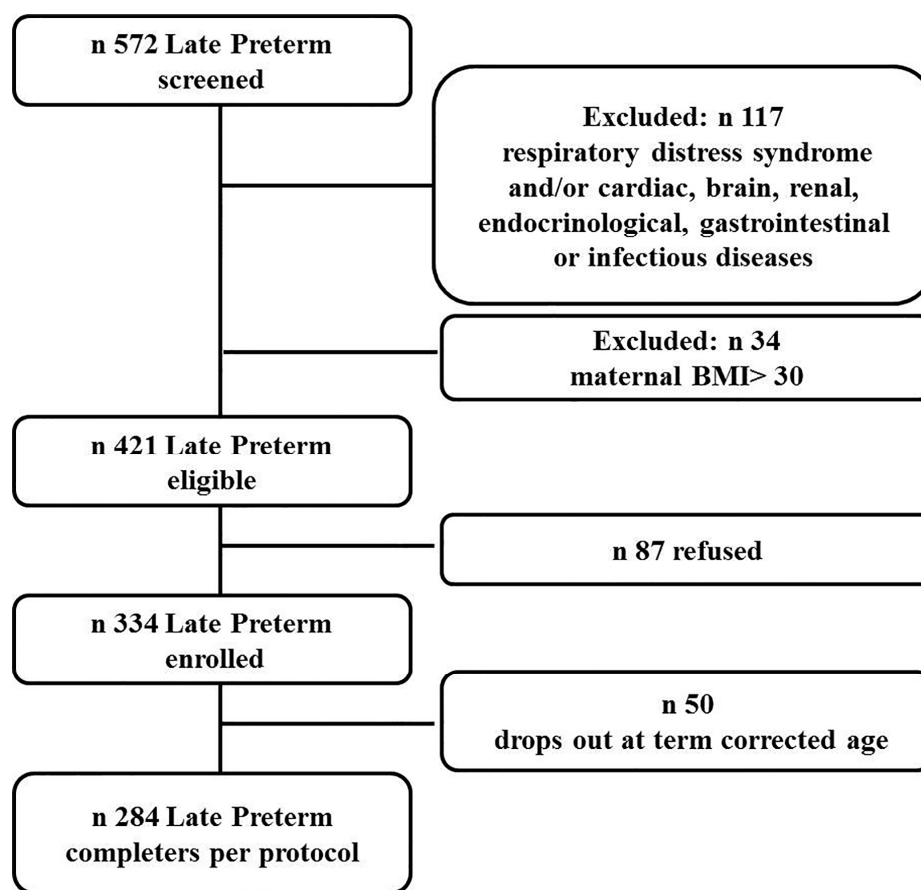 n 572 Late Preterm
screened
Excluded: n 117
respiratory distress syndrome
and/or cardiac, brain, renal,
endocrinological, gastrointestinal
or infectious diseases
Excluded: n 34
maternal BMI> 30
n 421 Late Preterm
eligible
n 87 refused
n 334 Late Preterm
enrolled
n 50
drops out at term corrected age
n 284 Late Preterm
completers per protocol